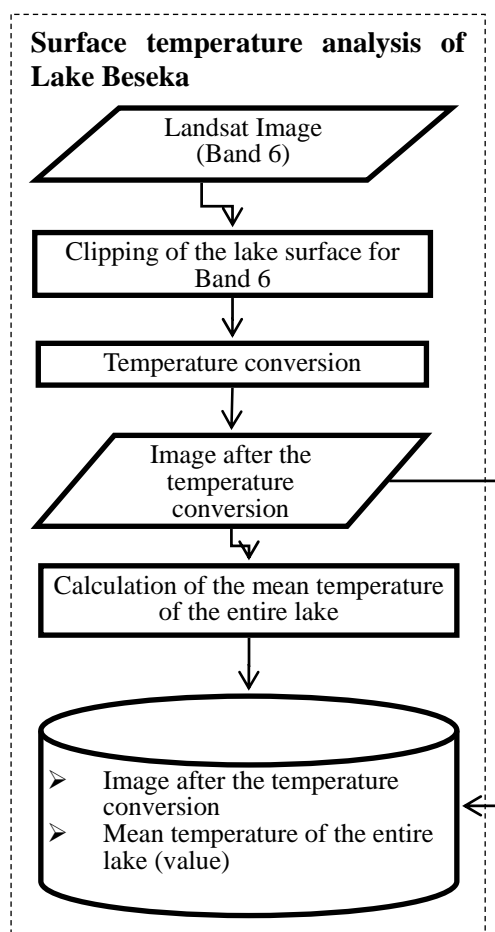 Surface temperature analysis of
Lake Beseka
Landsat Image
(Band 6)
Clipping of the lake surface for
Band 6
Temperature conversion
Image after the
temperature
conversion
Calculation of the mean temperature
of the entire lake
➢ Image after the temperature
conversion
➢ Mean temperature of the entire
lake (value)